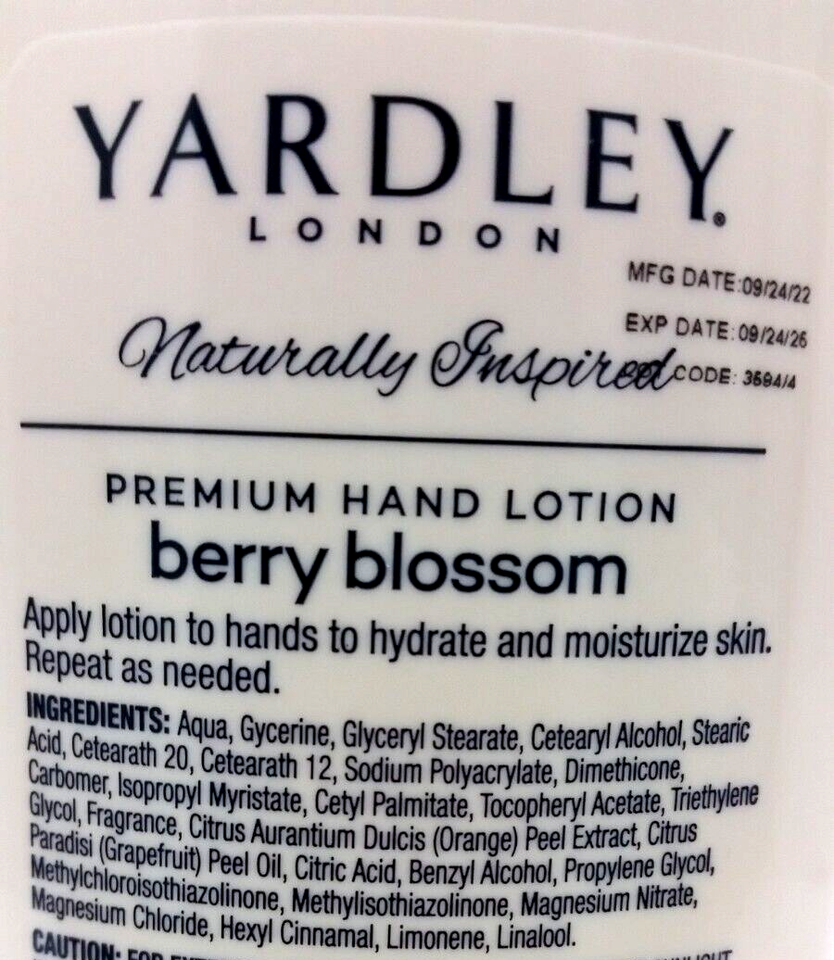 YARDLEY®
LONDON
MFG DATE:09/24/22
EXP DATE:09/24/26
Naturally Inspired
CODE: 3594/4
PREMIUM HAND LOTION
berry blossom
Apply lotion to hands to hydrate and moisturize skin.
Repeat as needed.
INGREDIENTS: Aqua, Gycerine, Glyceryl Stearate, Cetearyl Alcohol, Stearic
Acid, Cetearath 20, Cetearath 12, Sodium Polyacrylate, Dimethicone,
Carbomer, Isopropyl Myristate, Cetyl Palmitate, Tocopheryl Acetate, Triethylene
Glycol, Fragrance, Citrus Aurantium Dulcis (Orange) Peel Extract, Citrus
Paradisi (Grapefruit) Peel Oil, Citric Acid, Benzyl Alcohol, Propylene Glycol,
Methylchloroisothiazolinone, Methylisothiazolinone, Magnesium Nitrate,
Magnesium Chloride, Hexyl Cinnamal, Limonene, Linalool.
CAUTION: FOR